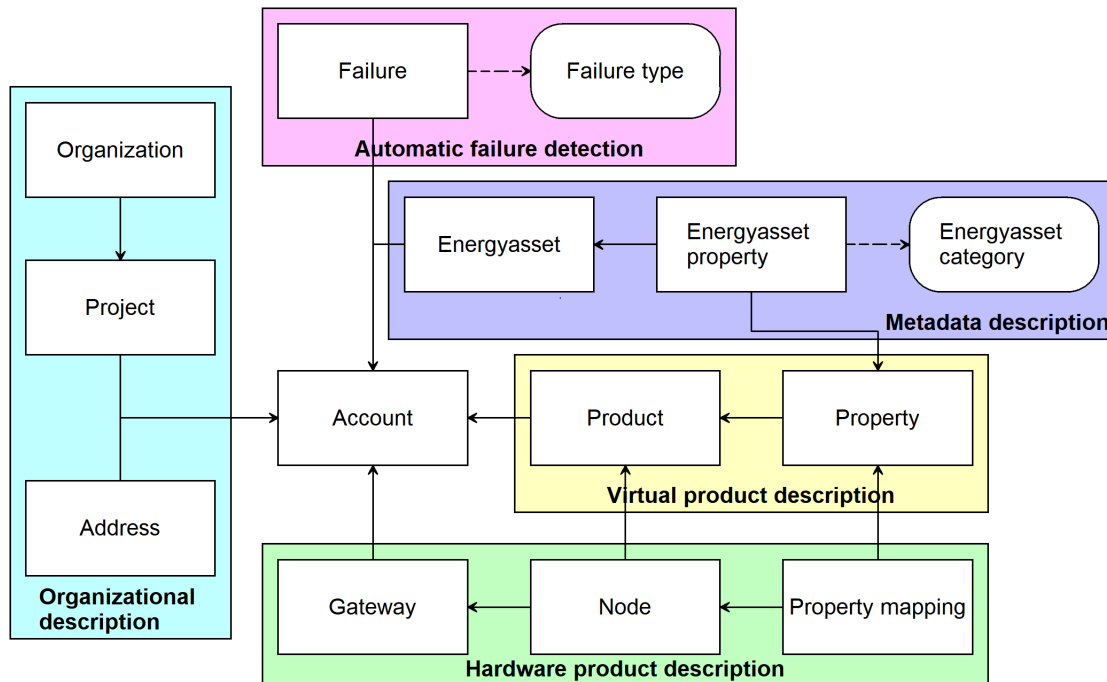 Failure
Failure type
Automatic failure detection
Organization
Project
Address
Organizational
description
Energyasset
Energyasset
property
Energyasset
category
Metadata description
Account
Product
Property
Virtual product description
Gateway
Node
Property mapping
Hardware product description